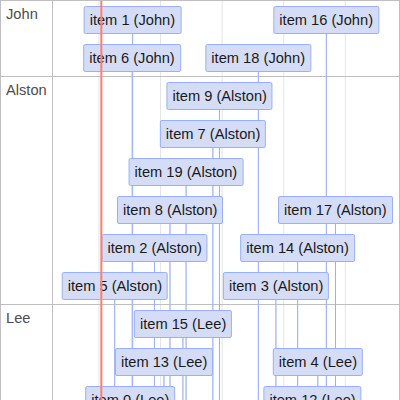 John
item 1 (John)
item 16 (John)
item 6 (John)
item 18 (John)
Alston
item 9 (Alston)
item 7 (Alston)
item 19 (Alston)
item 8 (Alston)
item 17 (Alston)
item 2 (Alston)
item 14 (Alston)
item 5 (Alston)
item 3 (Alston)
Lee
item 15 (Lee)
item 13 (Lee)
item 4 (Lee)
item 0 (Lee)
item 12 (Lee)